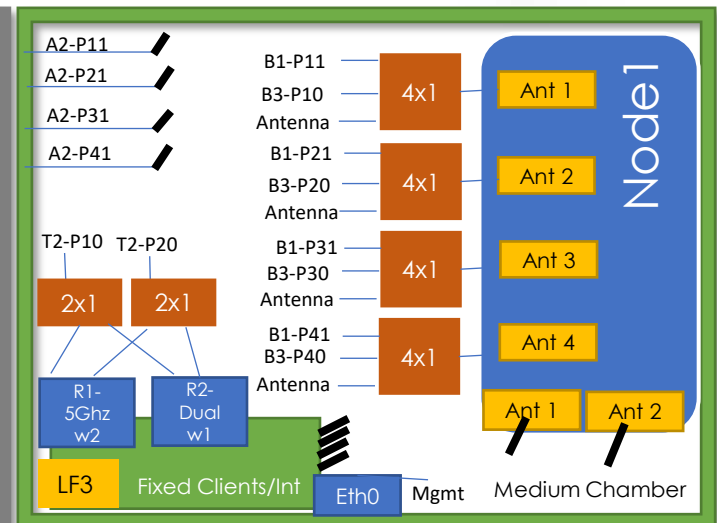 A2-P11
A2-P21
A2-P31
A2-P41
B1-P11
B3-P10
Antenna
4x1
Ant 1
B1-P21
B3-P20
Antenna
4x1
Ant 2
B1-P31
B3-P30
Antenna
4x1
Ant 3
B1-P41
B3-P40
Antenna
4x1
Ant 4
Node1
T2-P10 T2-P20
2x1 2x1
R1-
5Ghz
w2
R2-
Dual
w1
Ant 1 Ant 2
LF3 Fixed Clients/Int
Eth0 Mgmt
Medium Chamber